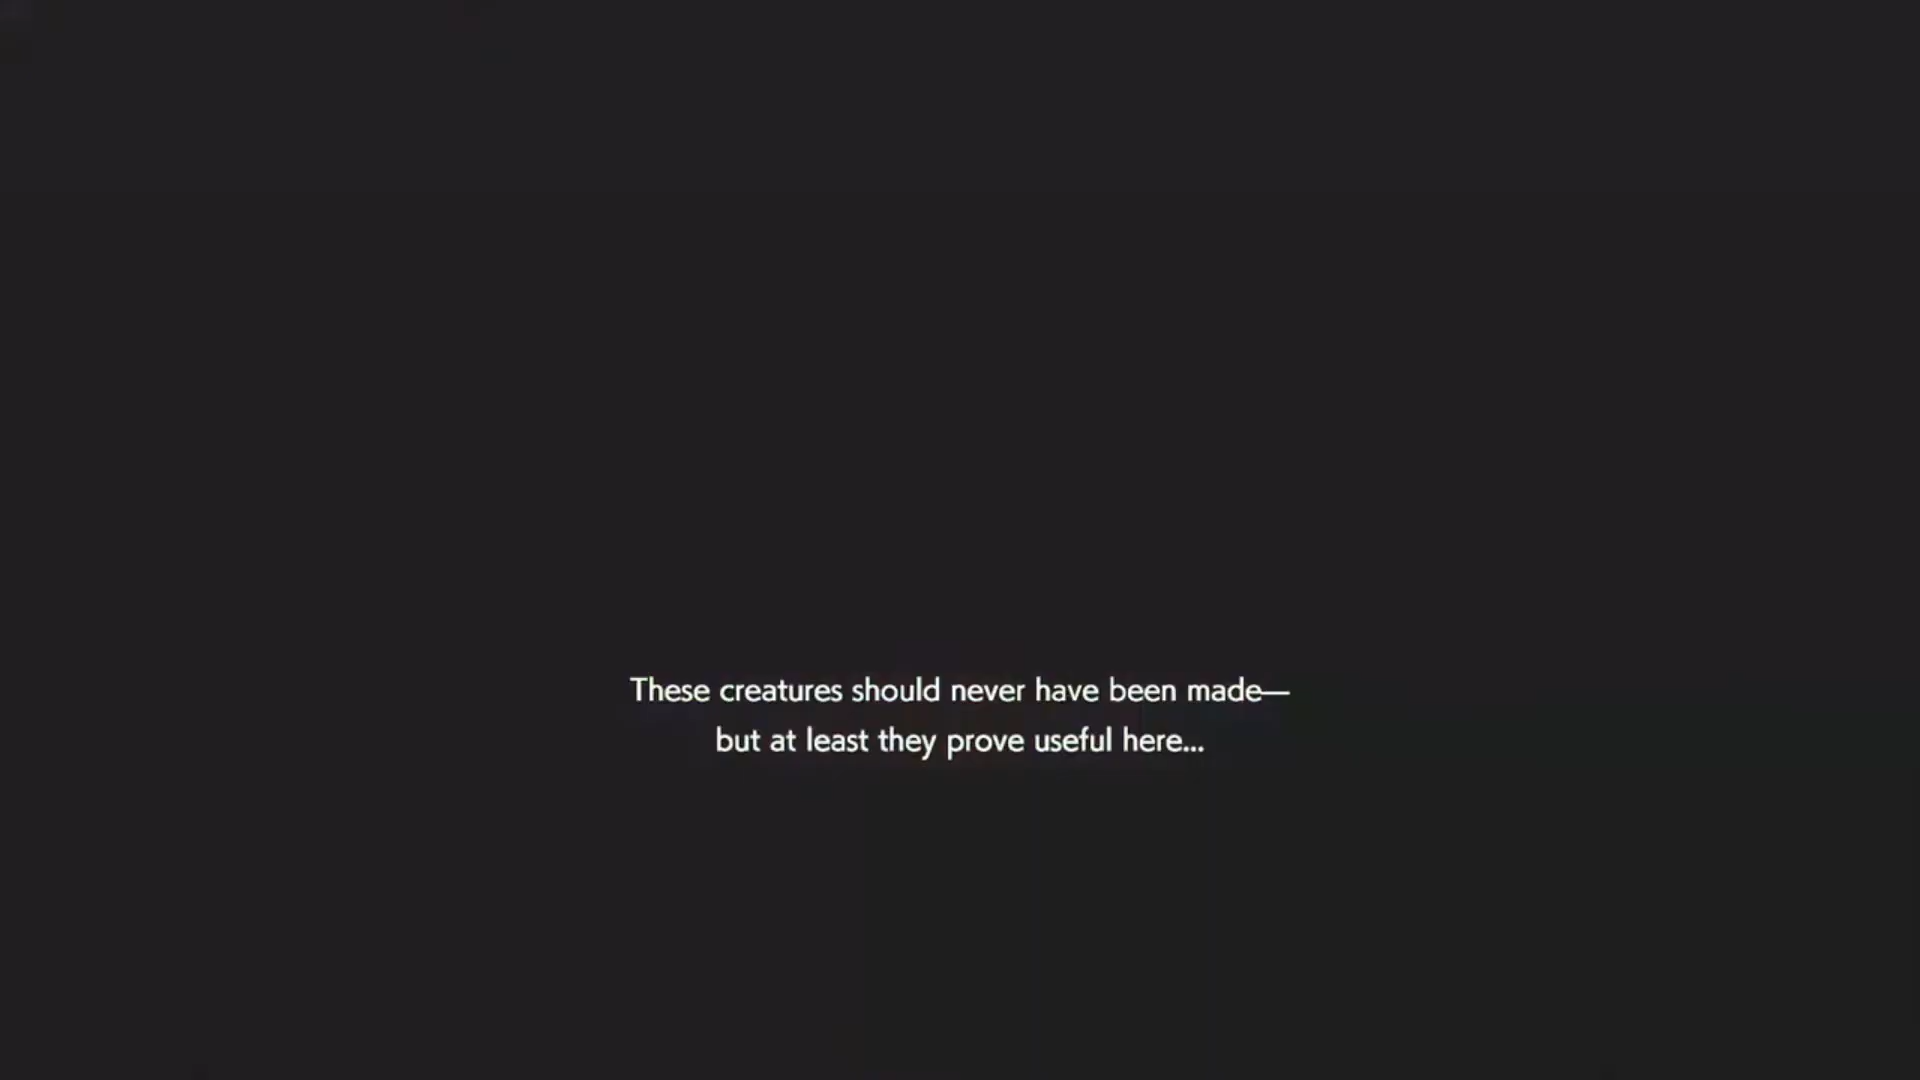 These creatures should never have been made—
but at least they prove useful here...